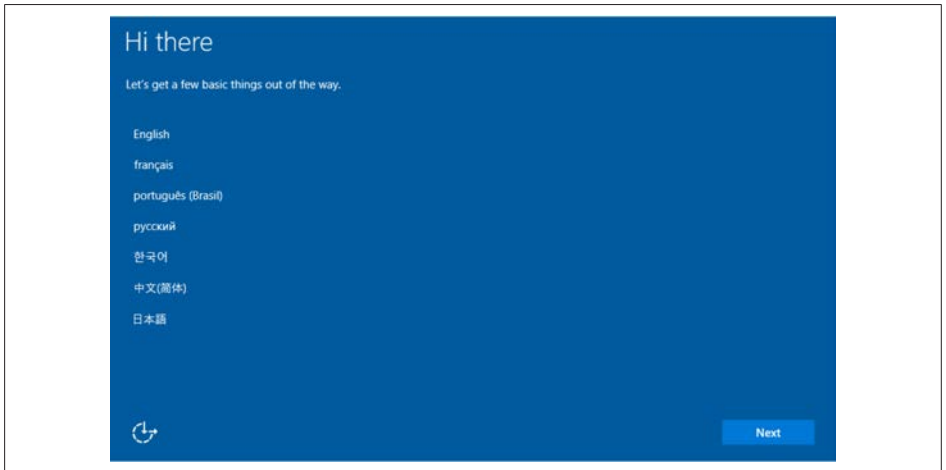 Hi there
Let's get a few basic things out of the way.
English
français
português (Brasil)
русский
한국어
中文(简体)
日本語
Next